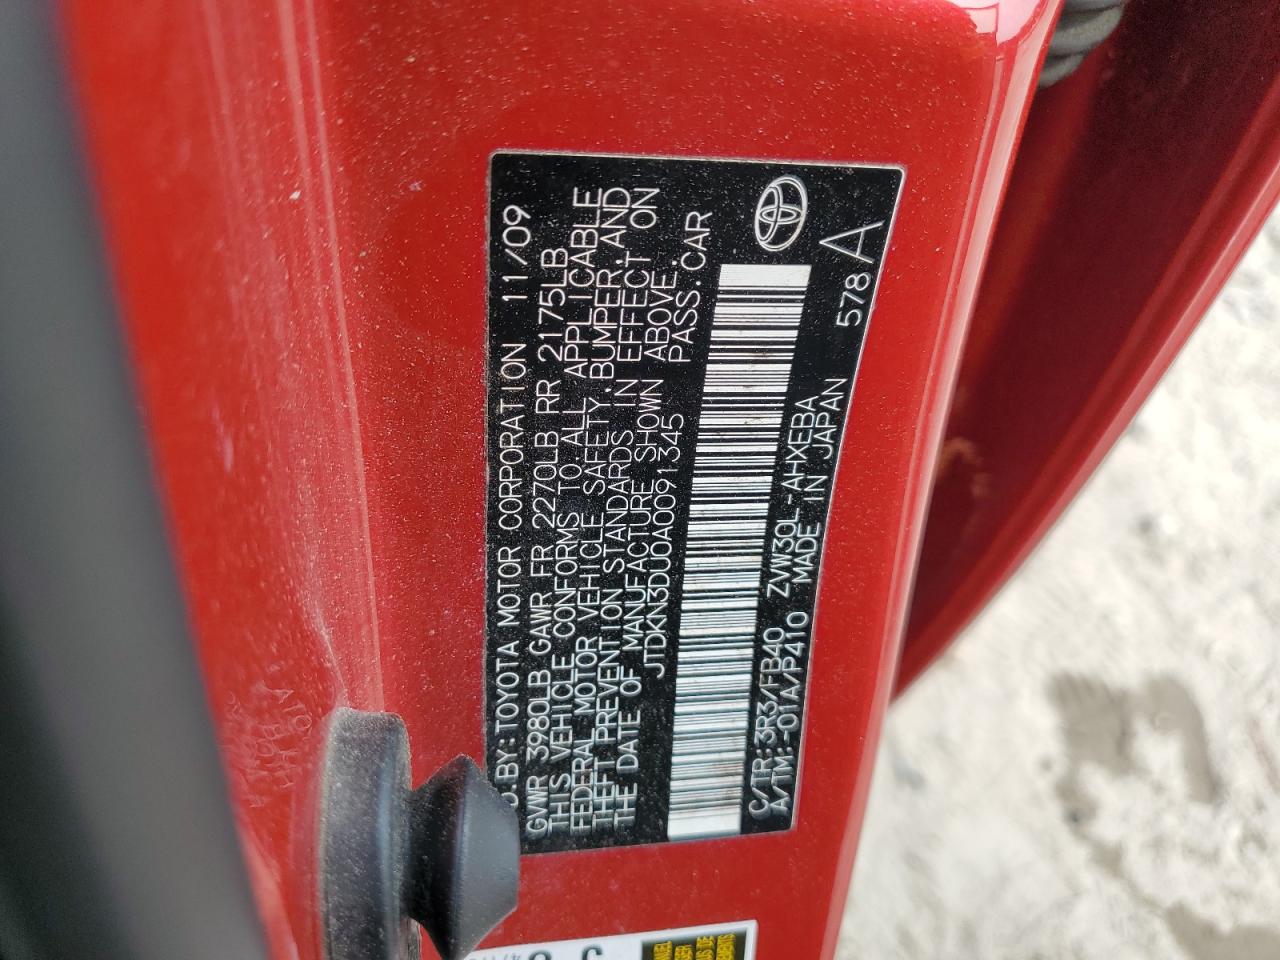 D.BY: TOYOTA MOTOR CORPORATION 11/09
GVWR 3980LB GAWR FR 2270LB RR 2175LB
THIS VEHICLE CONFORMS TO ALL APPLICABLE
FEDERAL MOTOR VEHICLE SAFETY, BUMPER, AND
THEFT PREVENTION STANDARDS IN EFFECT ON
THE DATE OF MANUFACTURE SHOWN ABOVE.
JTDKN3DU0A0091345 PASS.CAR
C/TR:3R3/FB40 ZVW30L-AHXEBA
A/TM:-01A/P410 MADE IN JAPAN
578 A